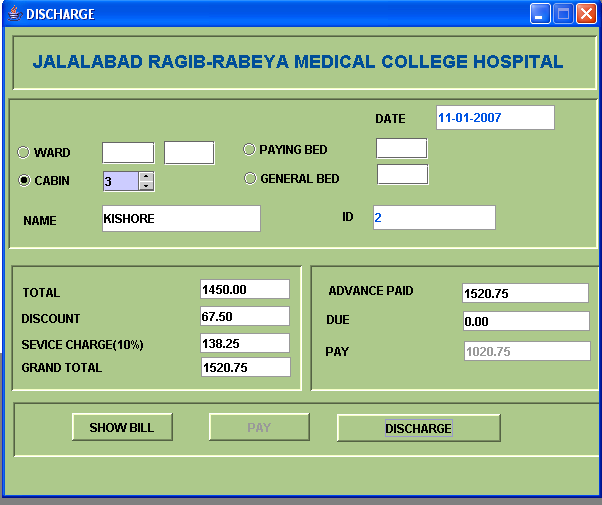 DISCHARGE
JALALABAD RAGIB-RABEYA MEDICAL COLLEGE HOSPITAL
DATE 11-01-2007
WARD PAYING BED
CABIN 3 GENERAL BED
NAME KISHORE ID 2
TOTAL 1450.00
DISCOUNT 67.50
SEVICE CHARGE(10%) 138.25
GRAND TOTAL 1520.75
ADVANCE PAID 1520.75
DUE 0.00
PAY 1020.75
SHOW BILL PAY DISCHARGE